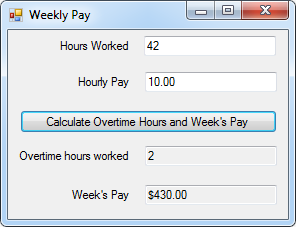 Weekly Pay
Hours Worked 42
Hourly Pay 10.00
Calculate Overtime Hours and Week's Pay
Overtime hours worked 2
Week's Pay $430.00